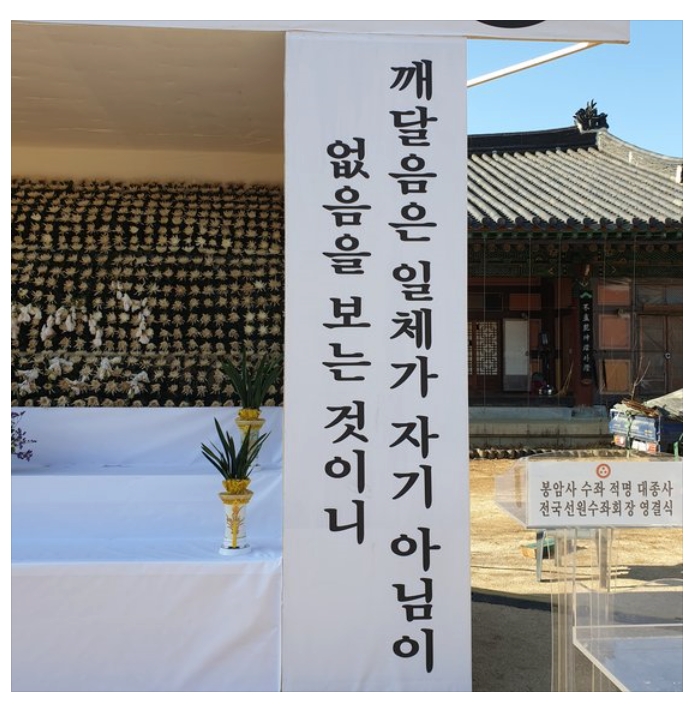 깨달음은 일체가 자기 아님이
없음을 보는 것이니
봉암사 수좌 적명 대종사
전국선원수좌회장 영결식